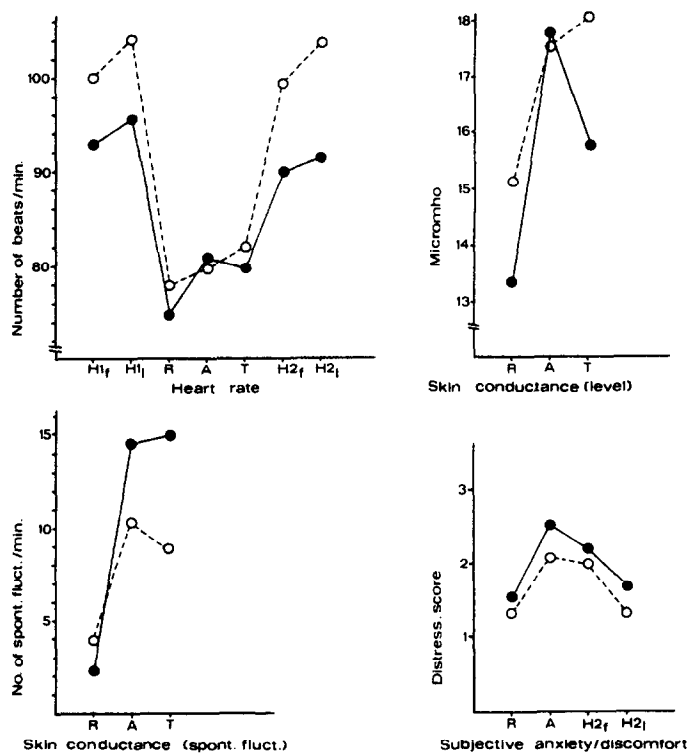 Number of beats/min.
100
90
80
H1f H1l R A T H2f H2l
Heart rate
Micromho
18
17
16
15
14
13
R A T
Skin conductance (level)
No. of spont. fluct./min.
15
10
5
R A T
Skin conductance (spont. fluct.)
Distress. score
3
2
1
R A H2f H2l
Subjective anxiety/discomfort